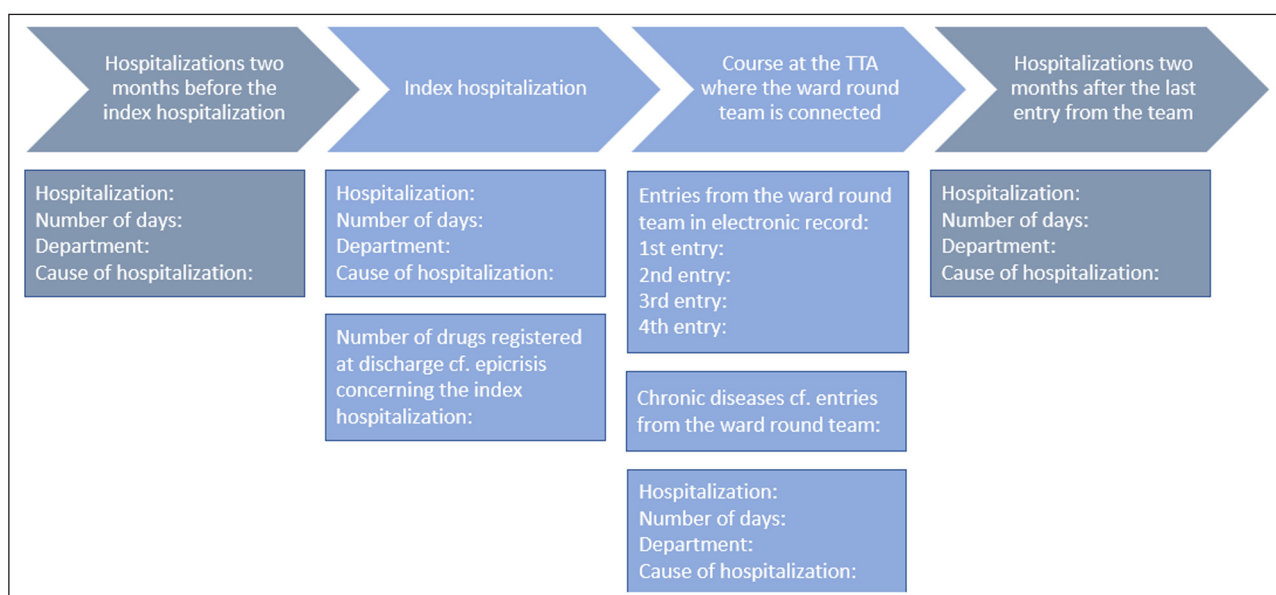 Hospitalizations two
months before the
index hospitalization
Index hospitalization
Course at the TTA
where the ward round
team is connected
Hospitalizations two
months after the last
entry from the team
Hospitalization:
Number of days:
Department:
Cause of hospitalization:
Hospitalization:
Number of days:
Department:
Cause of hospitalization:
Number of drugs registered
at discharge cf. epicrisis
concerning the index
hospitalization:
Entries from the ward round
team in electronic record:
1st entry:
2nd entry:
3rd entry:
4th entry:
Chronic diseases cf. entries
from the ward round team:
Hospitalization:
Number of days:
Department:
Cause of hospitalization:
Hospitalization:
Number of days:
Department:
Cause of hospitalization: